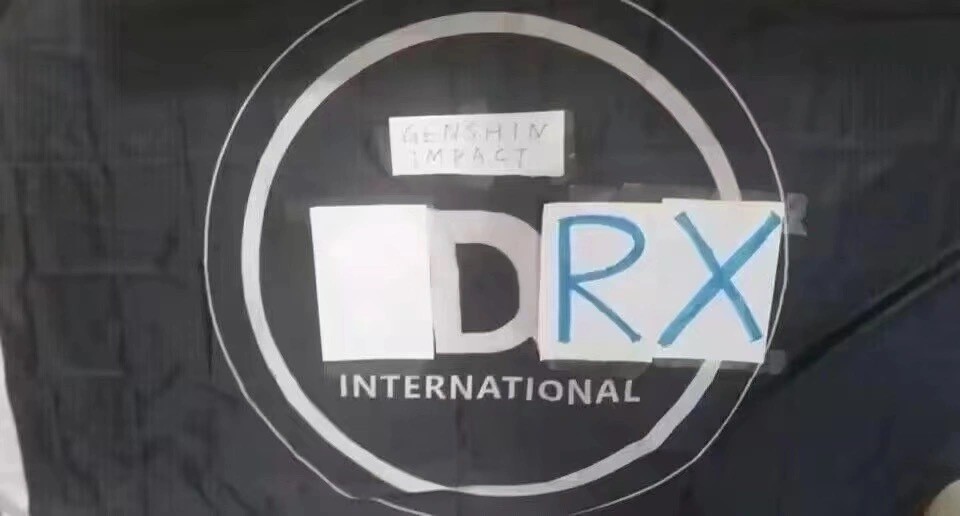 GENSHIN
IMPACT
DRX
INTERNATIONAL